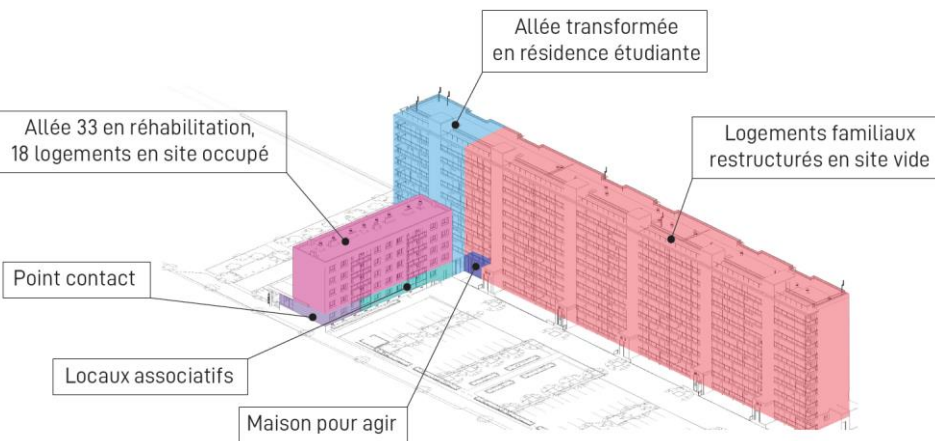 Allée transformée
en résidence étudiante
Allée 33 en réhabilitation,
18 logements en site occupé
Logements familiaux
restructurés en site vide
Point contact
Locaux associatifs
Maison pour agir